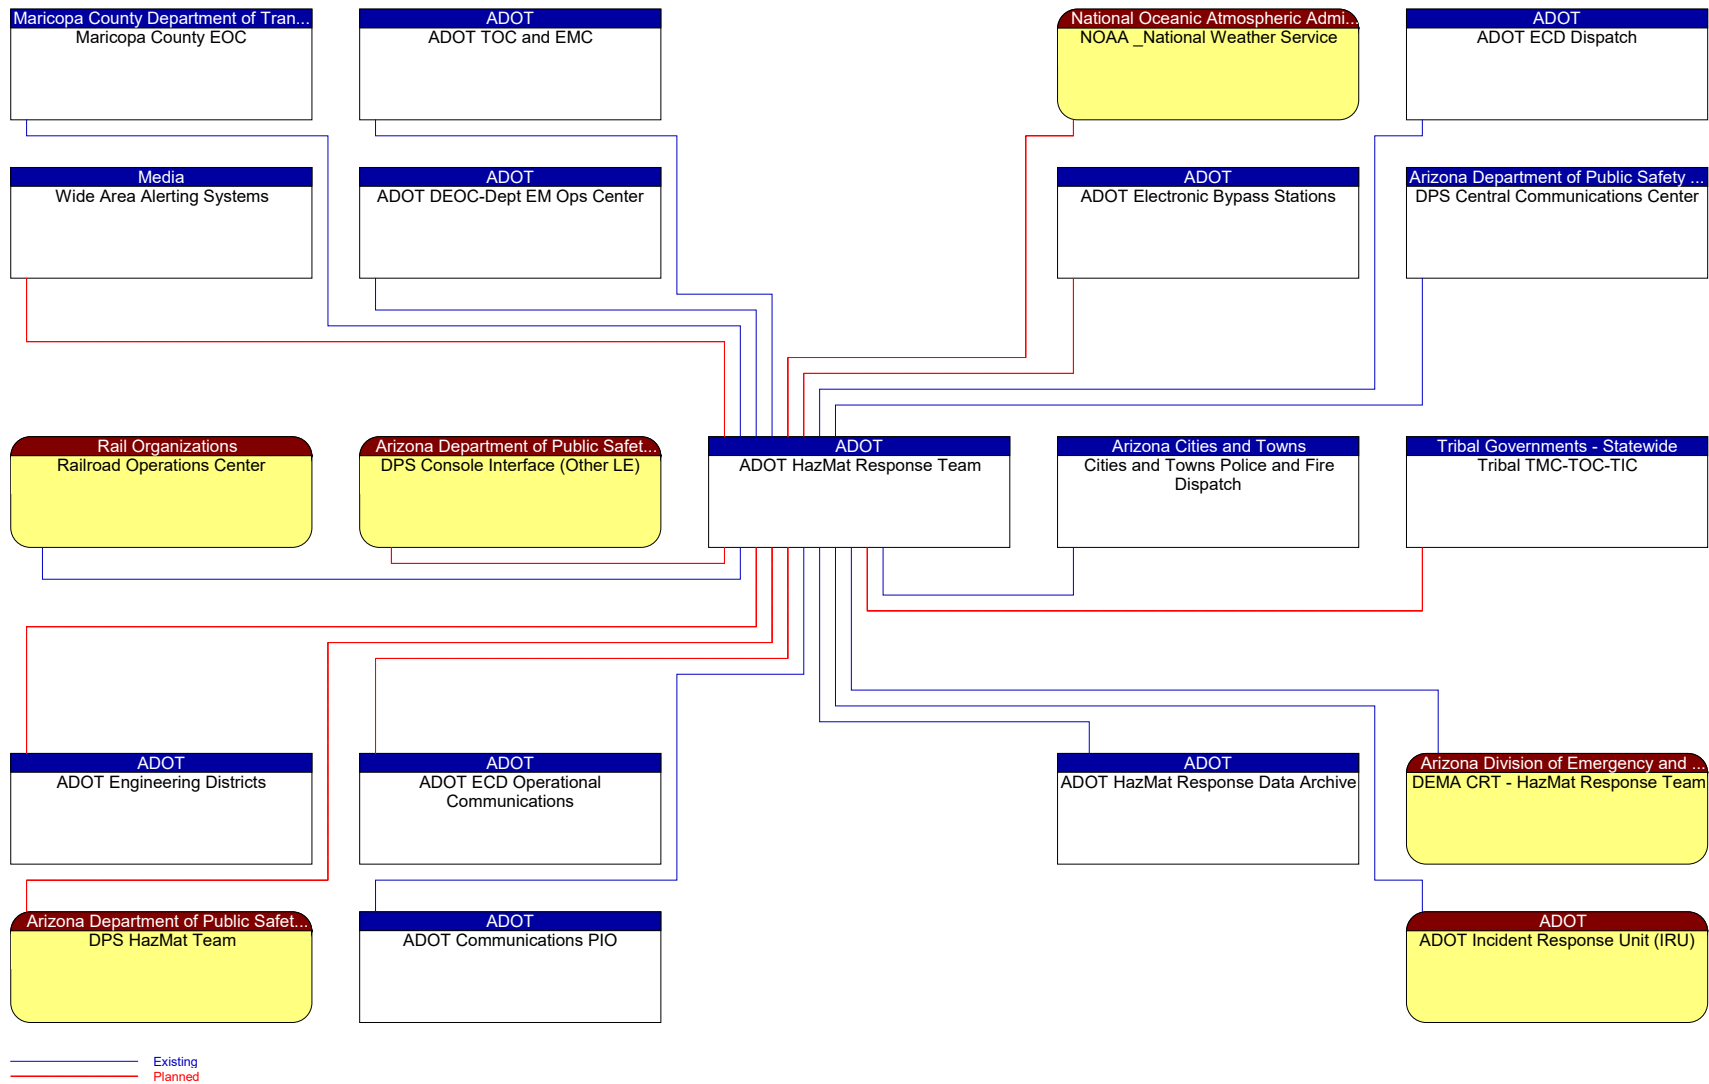 Maricopa County Department of Tran...
Maricopa County EOC
ADOT
ADOT TOC and EMC
National Oceanic Atmospheric Admi...
NOAA _National Weather Service
ADOT
ADOT ECD Dispatch
Media
Wide Area Alerting Systems
ADOT
ADOT DEOC-Dept EM Ops Center
ADOT
ADOT Electronic Bypass Stations
Arizona Department of Public Safety ...
DPS Central Communications Center
Rail Organizations
Railroad Operations Center
Arizona Department of Public Safet...
DPS Console Interface (Other LE)
ADOT
ADOT HazMat Response Team
Arizona Cities and Towns
Cities and Towns Police and Fire
Dispatch
Tribal Governments - Statewide
Tribal TMC-TOC-TIC
ADOT
ADOT Engineering Districts
ADOT
ADOT ECD Operational
Communications
ADOT
ADOT HazMat Response Data Archive
Arizona Division of Emergency and ...
DEMA CRT - HazMat Response Team
Arizona Department of Public Safet...
DPS HazMat Team
ADOT
ADOT Communications PIO
ADOT
ADOT Incident Response Unit (IRU)
Existing
Planned